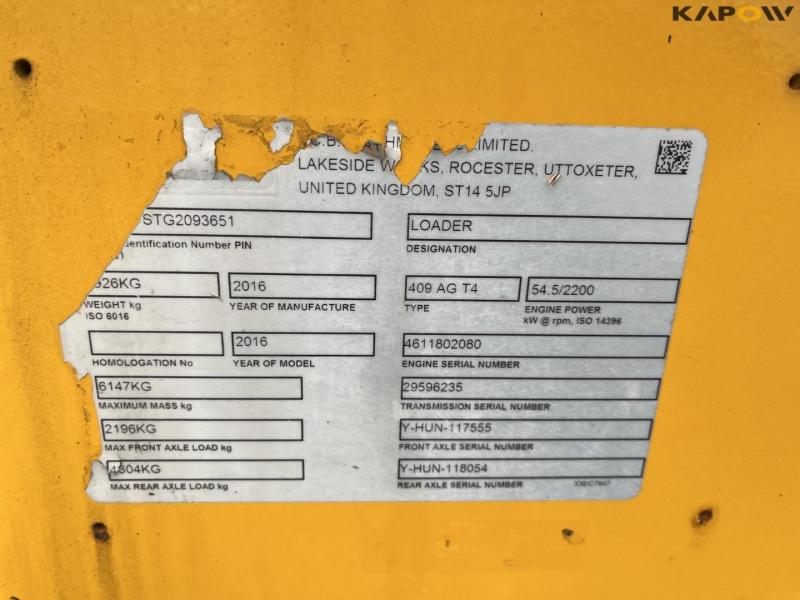 KAPOW
LIMITED.
LAKESIDE WORKS, ROCESTER, UTTOXETER,
UNITED KINGDOM, ST14 5JP
STG2093651
LOADER
entification Number PIN
DESIGNATION
926KG
2016
409 AG T4
54.5/2200
WEIGHT kg
ISO 6016
YEAR OF MANUFACTURE
TYPE
ENGINE POWER
kW @ rpm, ISO 14396
2016
4611802080
HOMOLOGATION No
YEAR OF MODEL
ENGINE SERIAL NUMBER
6147KG
29596235
MAXIMUM MASS kg
TRANSMISSION SERIAL NUMBER
2196KG
Y-HUN-117555
MAX FRONT AXLE LOAD kg
FRONT AXLE SERIAL NUMBER
4804KG
Y-HUN-118054
MAX REAR AXLE LOAD kg
REAR AXLE SERIAL NUMBER